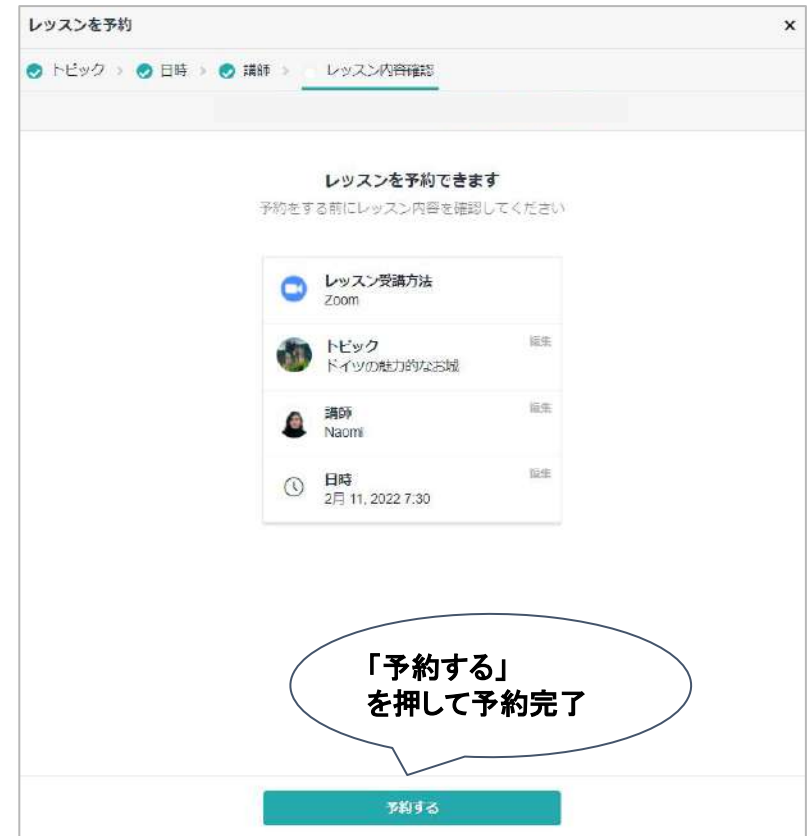 レッスンを予約 ×
トピック > 日時 > 講師 > レッスン内容確認
レッスンを予約できます
予約をする前にレッスン内容を確認してください
レッスン受講方法
Zoom
トピック 編集
ドイツの魅力的なお城
講師 編集
Naomi
日時 編集
2月 11, 2022 7:30
「予約する」
を押して予約完了
予約する